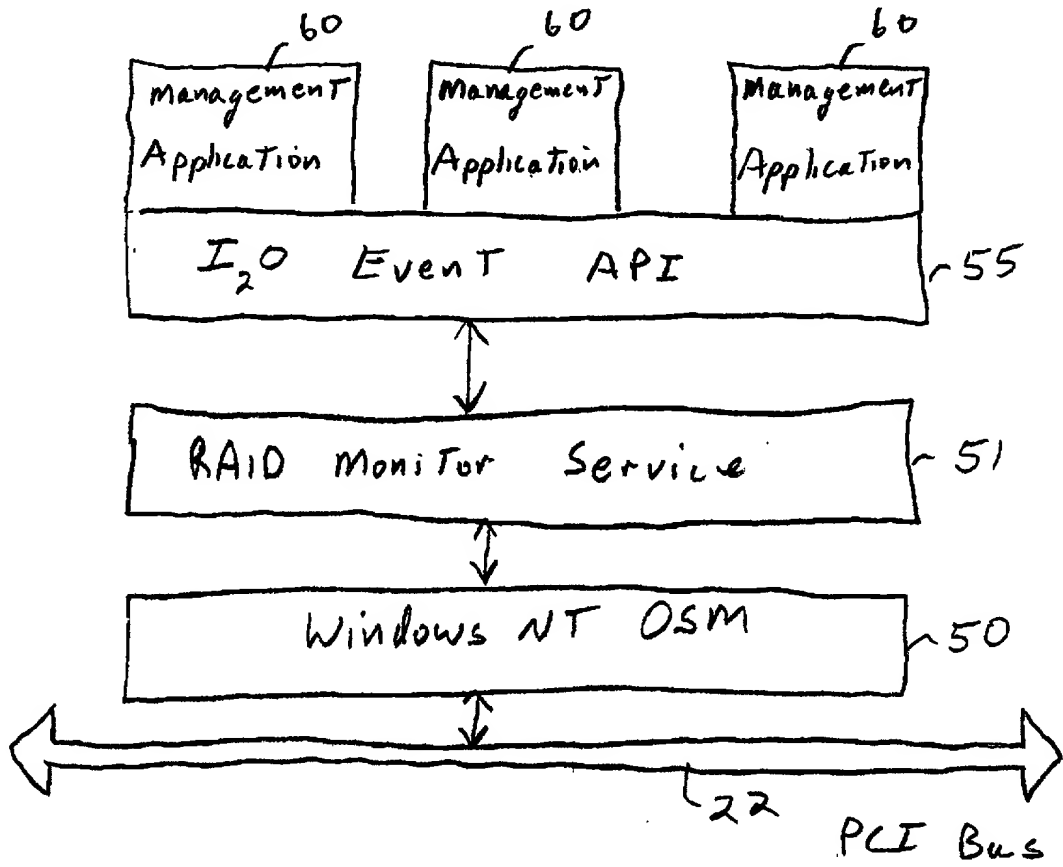 60 60 60
Management Management Management
Application Application Application
I₂O Event API 55
RAID Monitor Service 51
Windows NT OSM 50
22
PCI Bus